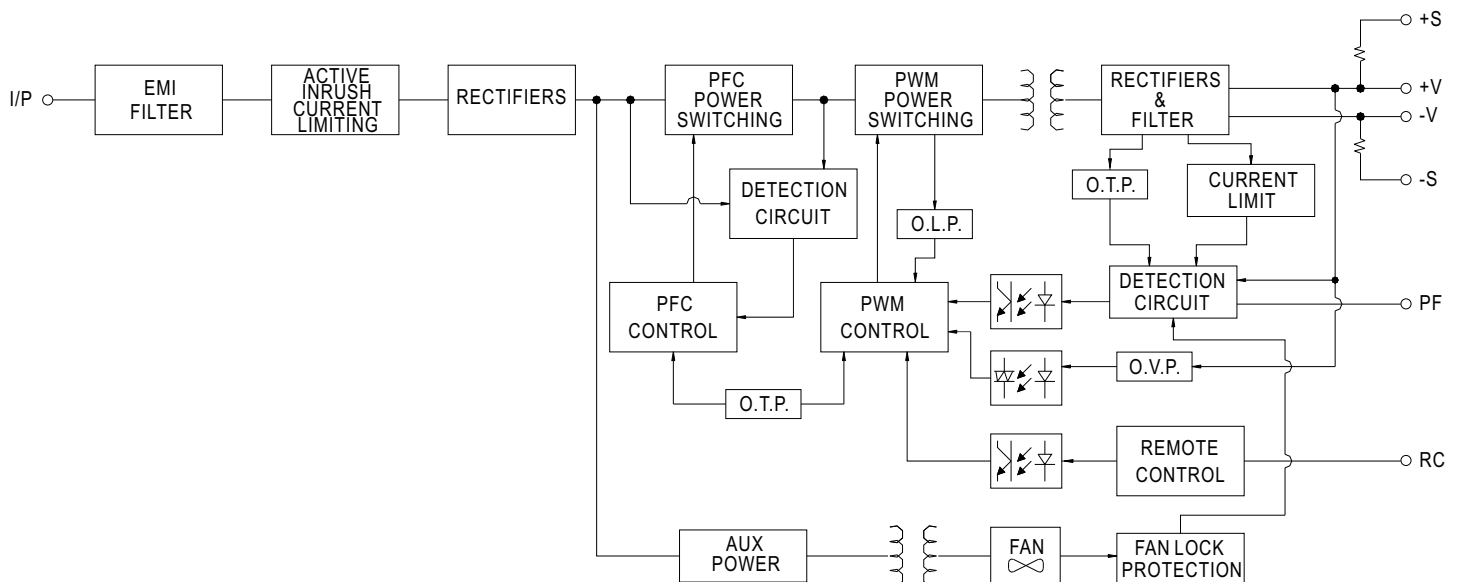 +S
I/P
EMI
FILTER
ACTIVE
INRUSH
CURRENT
LIMITING
RECTIFIERS
PFC
POWER
SWITCHING
PWM
POWER
SWITCHING
RECTIFIERS
&
FILTER
+V
-V
-S
DETECTION
CIRCUIT
O.L.P.
O.T.P.
CURRENT
LIMIT
PFC
CONTROL
PWM
CONTROL
DETECTION
CIRCUIT
PF
O.T.P.
O.V.P.
REMOTE
CONTROL
RC
AUX
POWER
FAN
FAN LOCK
PROTECTION